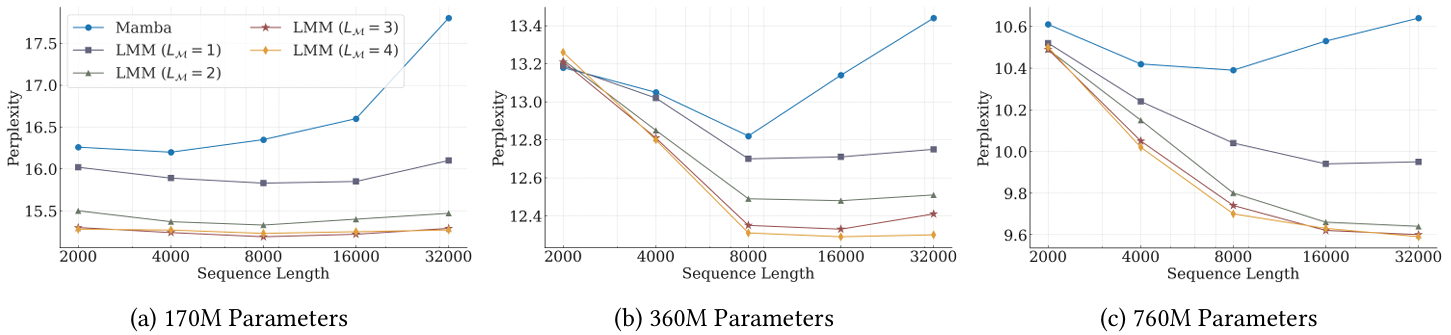 Perplexity
17.5
17.0
16.5
16.0
15.5
Mamba
LMM (L_M = 1)
LMM (L_M = 2)
LMM (L_M = 3)
LMM (L_M = 4)
2000 4000 8000 16000 32000
Sequence Length
(a) 170M Parameters
Perplexity
13.4
13.2
13.0
12.8
12.6
12.4
2000 4000 8000 16000 32000
Sequence Length
(b) 360M Parameters
Perplexity
10.6
10.4
10.2
10.0
9.8
9.6
2000 4000 8000 16000 32000
Sequence Length
(c) 760M Parameters